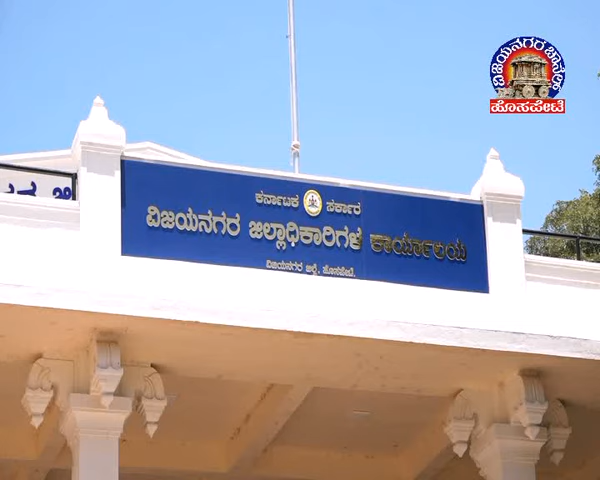 ವಿಜಯನಗರ ಚಾನೆಲ್
ಹೊಸಪೇಟೆ
ಕರ್ನಾಟಕ ಸರ್ಕಾರ
ವಿಜಯನಗರ ಜಿಲ್ಲಾಧಿಕಾರಿಗಳ ಕಾರ್ಯಾಲಯ
ವಿಜಯನಗರ ಜಿಲ್ಲೆ, ಹೊಸಪೇಟೆ.